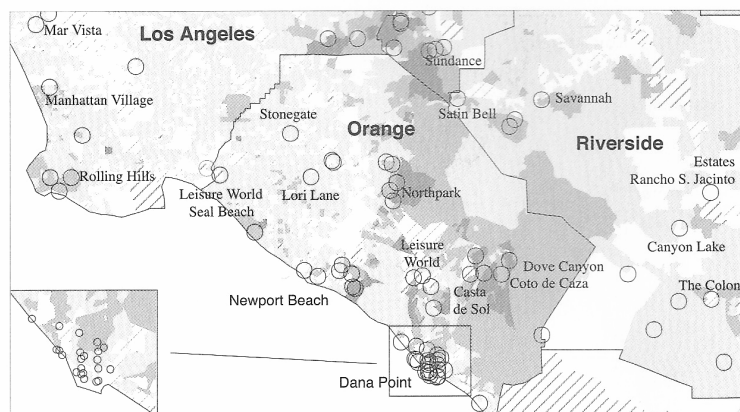 Mar Vista
Los Angeles
Sundance
Manhattan Village
Stonegate
Satin Bell
Savannah
Orange
Riverside
Estates
Rancho S. Jacinto
Rolling Hills
Leisure World
Seal Beach
Lori Lane
Northpark
Leisure
World
Canyon Lake
Dove Canyon
Coto de Caza
Newport Beach
Casta
de Sol
The Colon
Dana Point